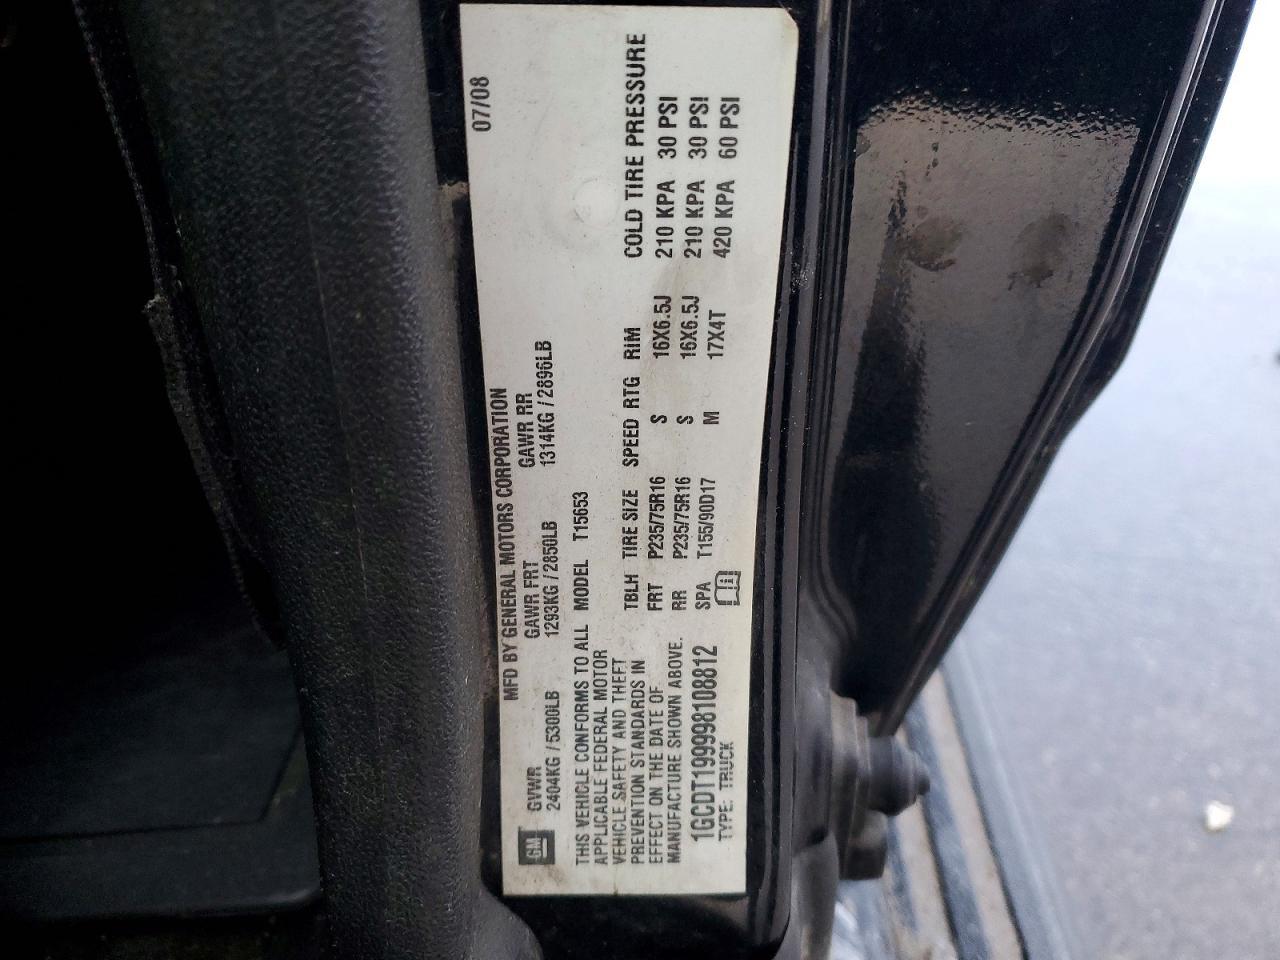 MFD BY GENERAL MOTORS CORPORATION 07/08
GM GVWR GAWR FRT GAWR RR
2404KG / 5300LB 1293KG / 2850LB 1314KG / 2896LB
THIS VEHICLE CONFORMS TO ALL MODEL T15653
APPLICABLE FEDERAL MOTOR
VEHICLE SAFETY AND THEFT
PREVENTION STANDARDS IN
EFFECT ON THE DATE OF
MANUFACTURE SHOWN ABOVE.
1GCDT199998108812
TYPE: TRUCK
TBLH TIRE SIZE SPEED RTG RIM COLD TIRE PRESSURE
FRT P235/75R16 S 16X6.5J 210 KPA 30 PSI
RR P235/75R16 S 16X6.5J 210 KPA 30 PSI
SPA T155/90D17 M 17X4T 420 KPA 60 PSI